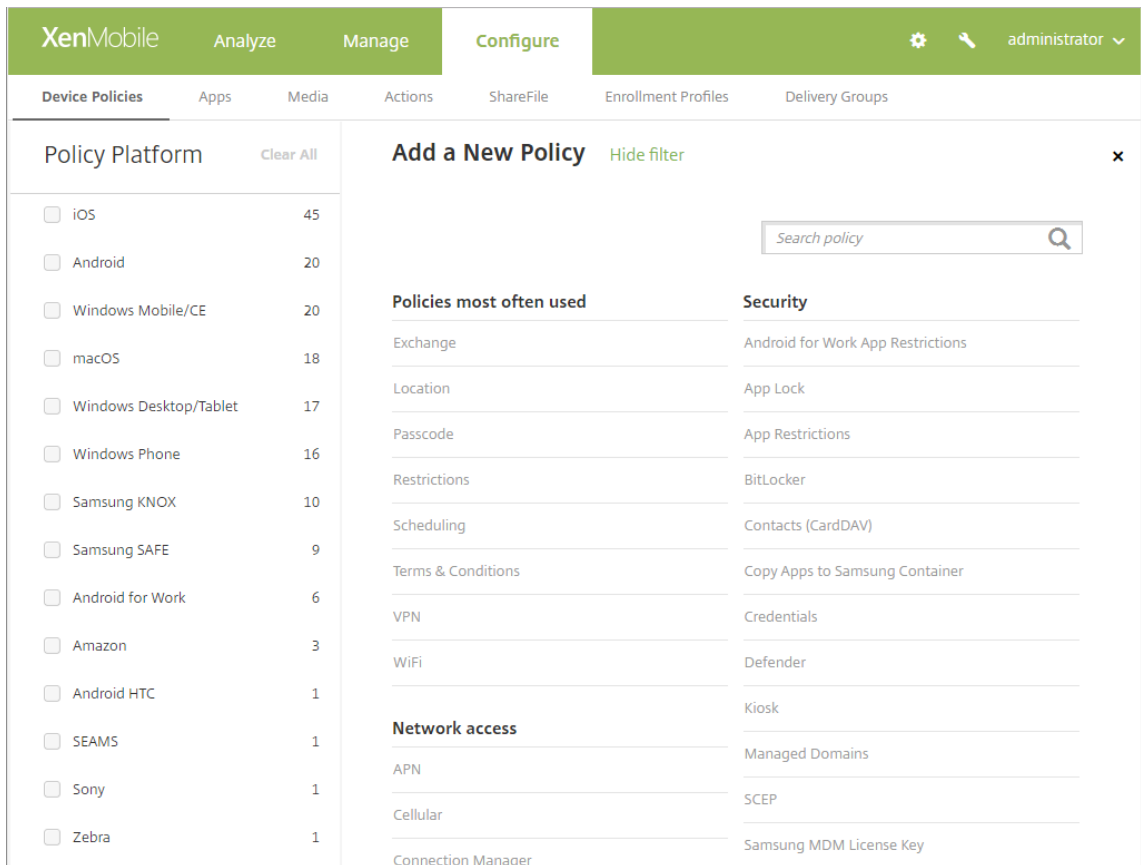 XenMobile Analyze Manage Configure administrator
Device Policies Apps Media Actions ShareFile Enrollment Profiles Delivery Groups
Policy Platform Clear All
iOS 45
Android 20
Windows Mobile/CE 20
macOS 18
Windows Desktop/Tablet 17
Windows Phone 16
Samsung KNOX 10
Samsung SAFE 9
Android for Work 6
Amazon 3
Android HTC 1
SEAMS 1
Sony 1
Zebra 1
Add a New Policy Hide filter
Search policy
Policies most often used
Exchange
Location
Passcode
Restrictions
Scheduling
Terms & Conditions
VPN
WiFi
Network access
APN
Cellular
Connection Manager
Security
Android for Work App Restrictions
App Lock
App Restrictions
BitLocker
Contacts (CardDAV)
Copy Apps to Samsung Container
Credentials
Defender
Kiosk
Managed Domains
SCEP
Samsung MDM License Key